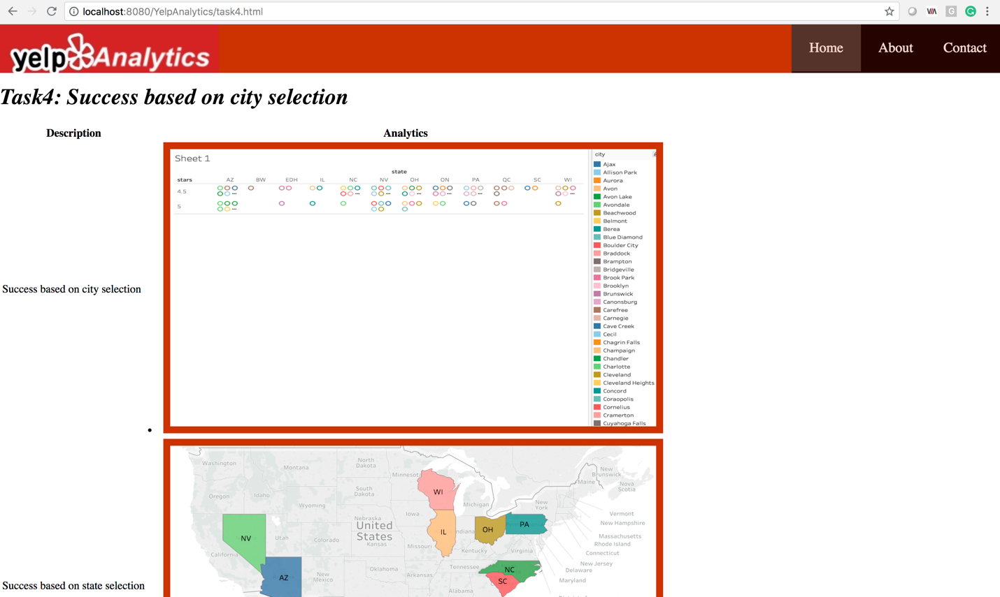 localhost:8080/YelpAnalytics/task4.html
VIA
G
G
yelp Analytics
Home
About
Contact
Task4: Success based on city selection
Description
Analytics
Sheet 1
state
stars
AZ
BW
EDH
IL
NC
NV
OH
ON
PA
QC
SC
WI
4.5
5
city
Ajax
Allison Park
Aurora
Avon
Avon Lake
Avondale
Beachwood
Belmont
Berea
Blue Diamond
Boulder City
Braddock
Brampton
Bridgeville
Brook Park
Brooklyn
Brunswick
Canonsburg
Carefree
Carnegie
Cave Creek
Cecil
Chagrin Falls
Champaign
Chandler
Charlotte
Cleveland
Cleveland Heights
Concord
Coraopolis
Cornelius
Cramerton
Cuyahoga Falls
Success based on city selection
Washington
Montana
North
Dakota
Minnesot
New
Brunswick
Maine
Nova
Scotia
Oregon
Idaho
South
Dakota
WI
Wyoming
Michigan
New
York
Iowa
Nebraska
Vermont
New Hampshire
United
States
NV
Utah
Colorado
Kansas
Missouri
IL
Indiana
OH
PA
Massachusetts
Rhode Island
Connecticut
California
Kentucky
Virginia
New Jersey
Delaware
Maryland
AZ
New
Mexico
Oklahoma
Arkansas
Tennessee
NC
SC
Alabama
Success based on state selection